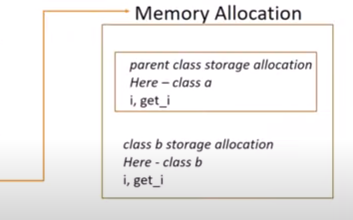 Memory Allocation
parent class storage allocation
Here – class a
i, get_i
class b storage allocation
Here - class b
i, get_i